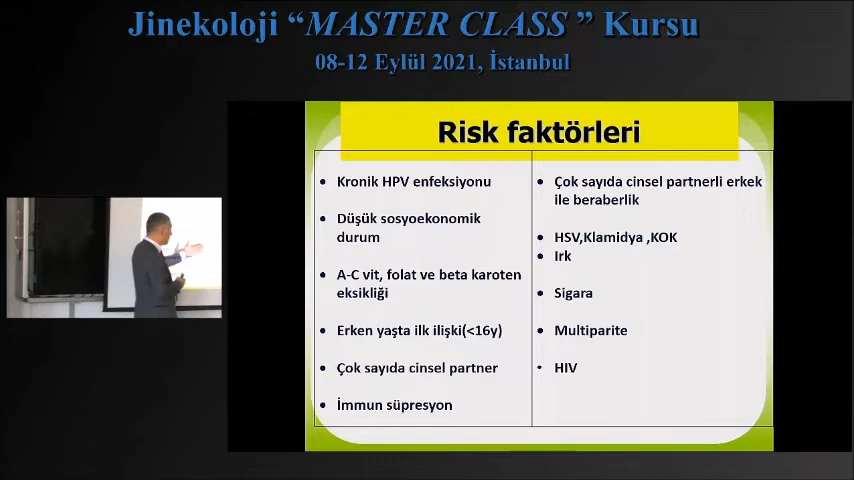 Jinekoloji “MASTER CLASS ” Kursu
08-12 Eylül 2021, İstanbul
Risk faktörleri
• Kronik HPV enfeksiyonu
• Düşük sosyoekonomik
durum
• A-C vit, folat ve beta karoten
eksikliği
• Erken yaşta ilk ilişki(<16y)
• Çok sayıda cinsel partner
• İmmun süpresyon
• Çok sayıda cinsel partnerli erkek
ile beraberlik
• HSV,Klamidya ,KOK
• Irk
• Sigara
• Multiparite
• HIV